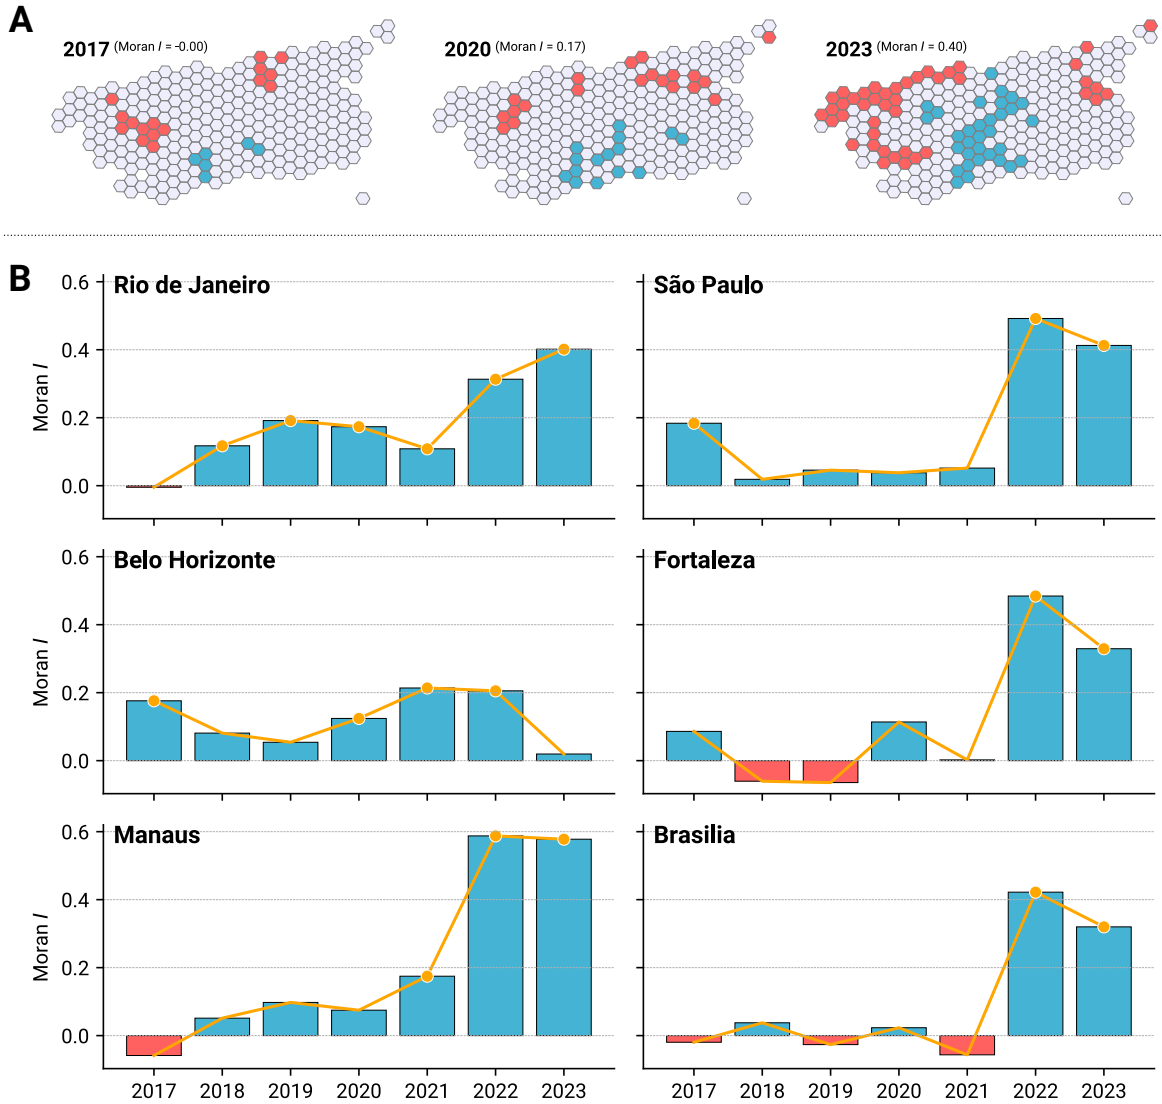 A
2017 (Moran I = -0.00)
2020 (Moran I = 0.17)
2023 (Moran I = 0.40)
B
Rio de Janeiro
São Paulo
0.6
0.4
0.2
0.0
Moran I
Belo Horizonte
Fortaleza
0.6
0.4
0.2
0.0
Moran I
Manaus
Brasilia
0.6
0.4
0.2
0.0
Moran I
2017 2018 2019 2020 2021 2022 2023
2017 2018 2019 2020 2021 2022 2023